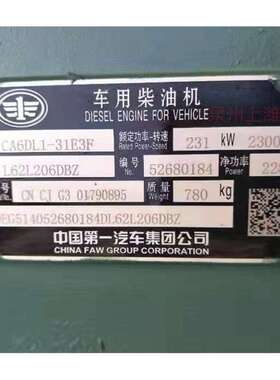 车用柴油机
DIESEL ENGINE FOR VEHICLE
CA6DL1-31E3F 额定功率-转速 231 kW 2300
Rated Power-Speed
L62L206DBZ 编号 52680184 净功率 22
No.
号 CN CJ G3 01790895 质量 780 kg
Weight
EG514052680184DL62L206DBZ
中国第一汽车集团公司
CHINA FAW GROUP CORPORATION